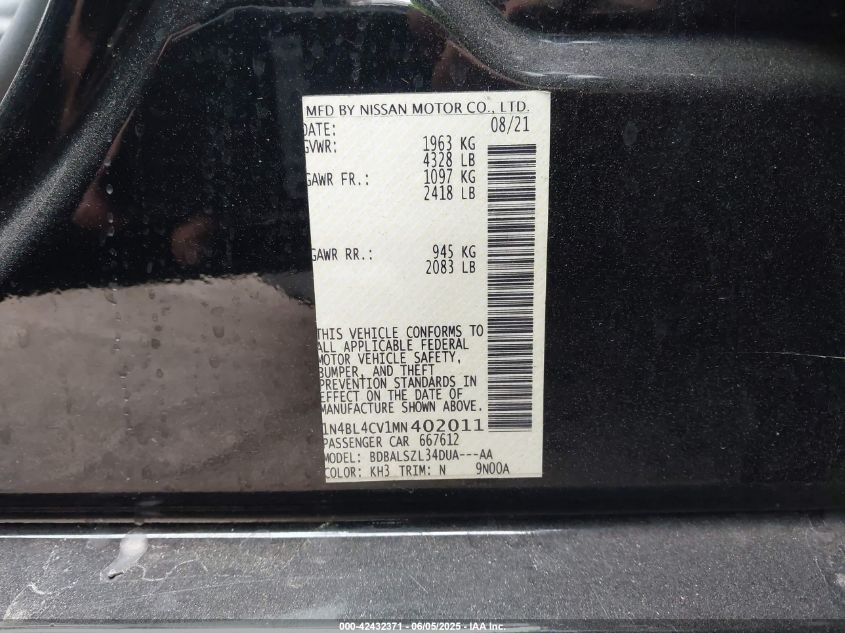 MFD BY NISSAN MOTOR CO., LTD.
DATE: 08/21
GVWR: 1963 KG
4328 LB
GAWR FR.: 1097 KG
2418 LB
GAWR RR.: 945 KG
2083 LB
THIS VEHICLE CONFORMS TO
ALL APPLICABLE FEDERAL
MOTOR VEHICLE SAFETY,
BUMPER, AND THEFT
PREVENTION STANDARDS IN
EFFECT ON THE DATE OF
MANUFACTURE SHOWN ABOVE.
1N4BL4CV1MN402011
PASSENGER CAR 667612
MODEL: BDBALSZL34DUA---AA
COLOR: KH3 TRIM: N 9N00A
000-42432371 - 06/05/2025 - IAA Inc.